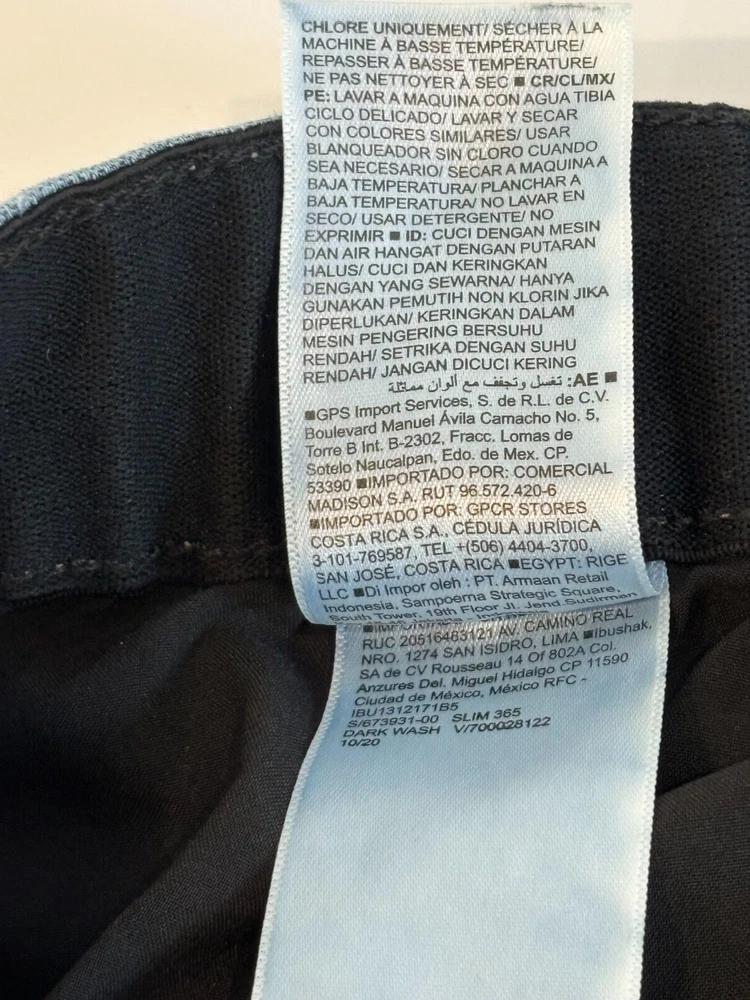 CHLORE UNIQUEMENT/ SÉCHER À LA
MACHINE À BASSE TEMPÉRATURE/
REPASSER À BASSE TEMPÉRATURE/
NE PAS NETTOYER À SEC ■ CR/CL/MX/
PE: LAVAR A MAQUINA CON AGUA TIBIA
CICLO DELICADO/ LAVAR Y SECAR
CON COLORES SIMILARES/ USAR
BLANQUEADOR SIN CLORO CUANDO
SEA NECESARIO/ SECAR A MAQUINA A
BAJA TEMPERATURA/ PLANCHAR A
BAJA TEMPERATURA/ NO LAVAR EN
SECO/ USAR DETERGENTE/ NO
EXPRIMIR ■ ID: CUCI DENGAN MESIN
DAN AIR HANGAT DENGAN PUTARAN
HALUS/ CUCI DAN KERINGKAN
DENGAN YANG SEWARNA/ HANYA
GUNAKAN PEMUTIH NON KLORIN JIKA
DIPERLUKAN/ KERINGKAN DALAM
MESIN PENGERING BERSUHU
RENDAH/ SETRIKA DENGAN SUHU
RENDAH/ JANGAN DICUCI KERING
■ AE: تغسل وتجفف مع ألوان مماثلة
■GPS Import Services, S. de R.L. de C.V.
Boulevard Manuel Ávila Camacho No. 5,
Torre B Int. B-2302, Fracc. Lomas de
Sotelo Naucalpan, Edo. de Mex. CP.
53390 ■IMPORTADO POR: COMERCIAL
MADISON S.A. RUT 96.572.420-6
■IMPORTADO POR: GPCR STORES
COSTA RICA S.A., CÉDULA JURÍDICA
3-101-769587, TEL +(506) 4404-3700,
SAN JOSÉ, COSTA RICA ■EGYPT: RIGE
LLC ■Di Impor oleh : PT. Armaan Retail
Indonesia, Sampoerna Strategic Square,
South Tower, 19th Floor Jl. Jend Sudirman
RUC 20516463121 AV. CAMINO REAL
NRO. 1274 SAN ISIDRO, LIMA ■Ibushak,
SA de CV Rousseau 14 Of 802A Col.
Anzures Del. Miguel Hidalgo CP 11590
Ciudad de México, México RFC -
IBU1312171B5
S/673931-00 SLIM 365
DARK WASH V/700028122
10/20